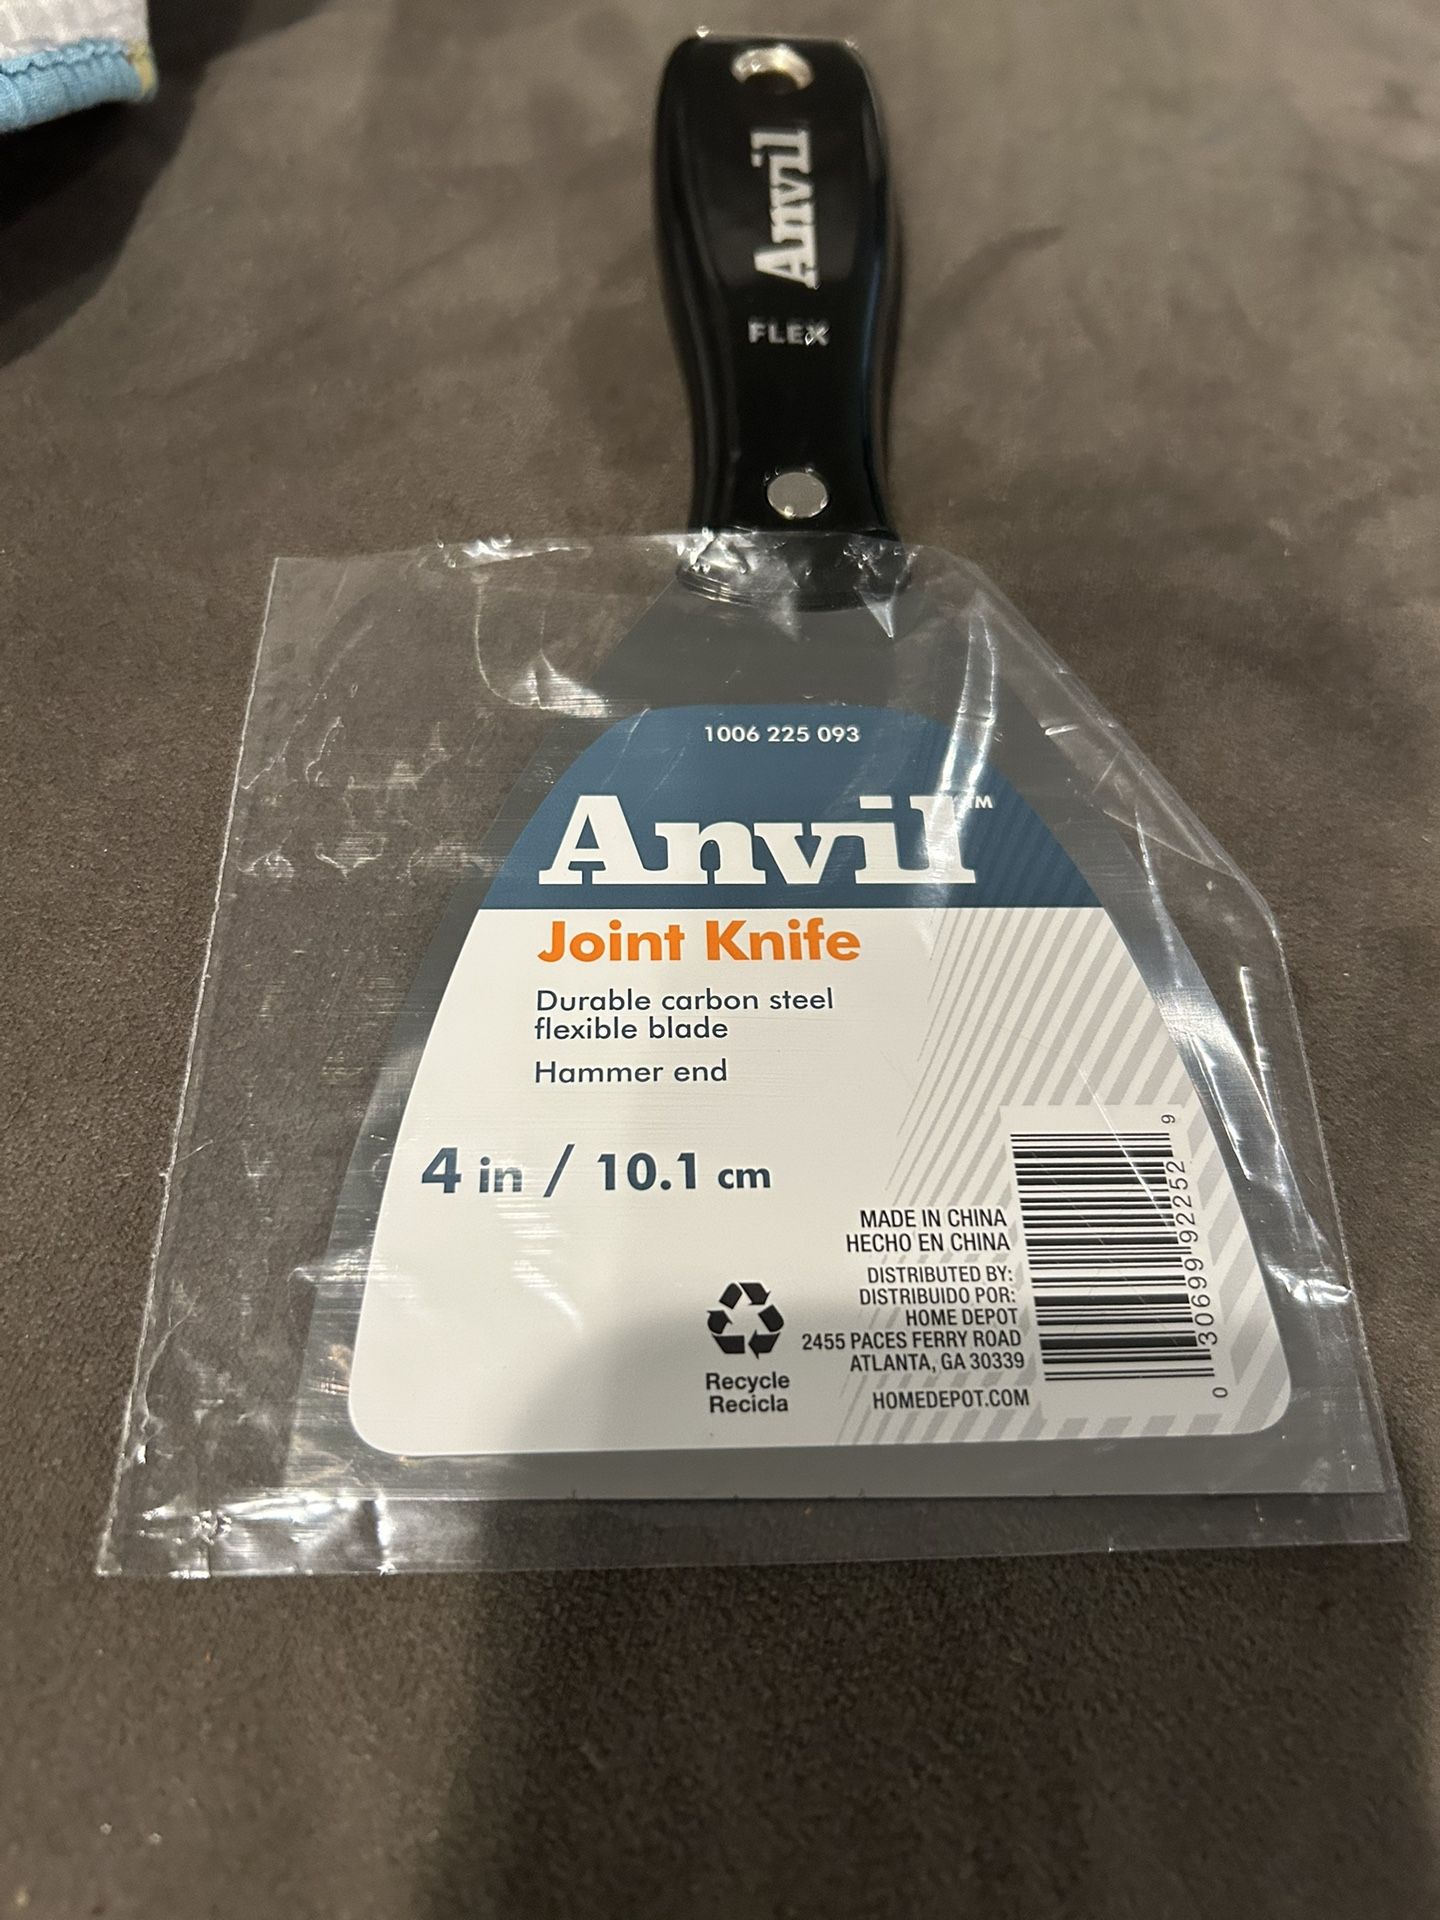 Anvil
FLEX
1006 225 093
Anvil™
Joint Knife
Durable carbon steel
flexible blade
Hammer end
4 in / 10.1 cm
MADE IN CHINA
HECHO EN CHINA
DISTRIBUTED BY:
DISTRIBUIDO POR:
HOME DEPOT
2455 PACES FERRY ROAD
ATLANTA, GA 30339
HOMEDEPOT.COM
Recycle
Recicla
0 30699 92252 9